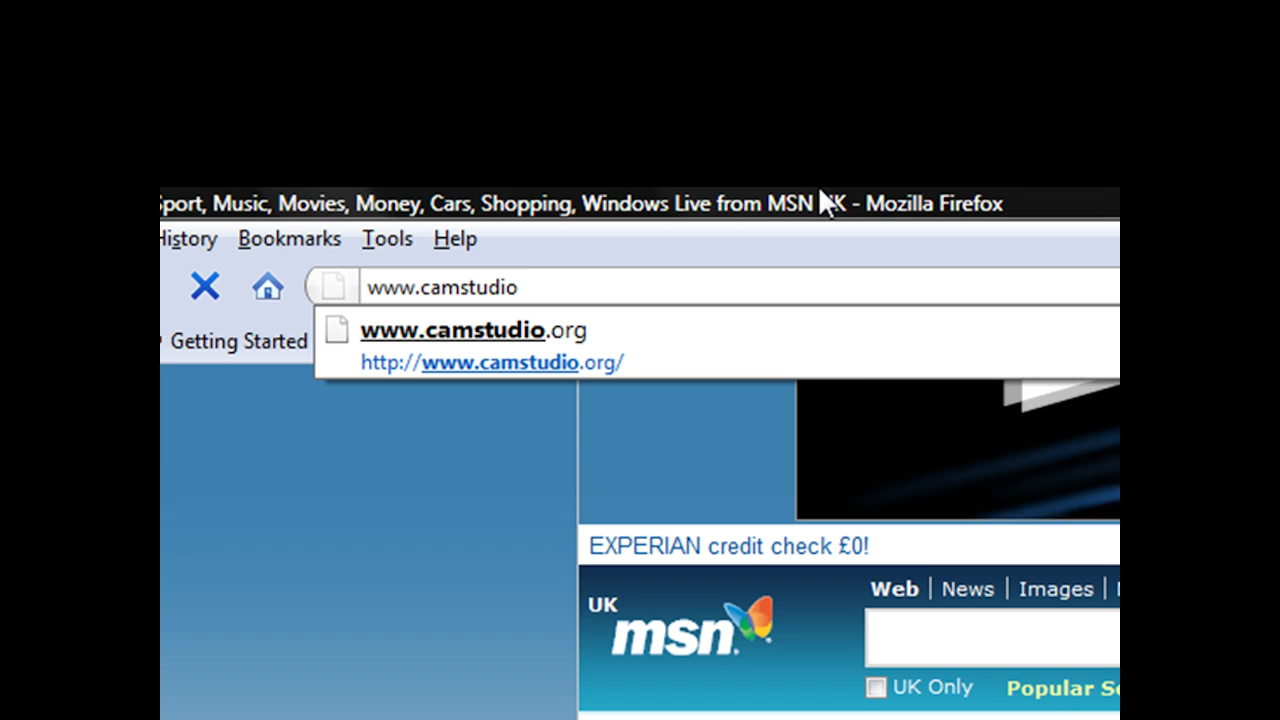 Sport, Music, Movies, Money, Cars, Shopping, Windows Live from MSN UK - Mozilla Firefox
History Bookmarks Tools Help
www.camstudio
www.camstudio.org
http://www.camstudio.org/
Getting Started
EXPERIAN credit check £0!
Web | News | Images |
UK
msn
UK Only
Popular